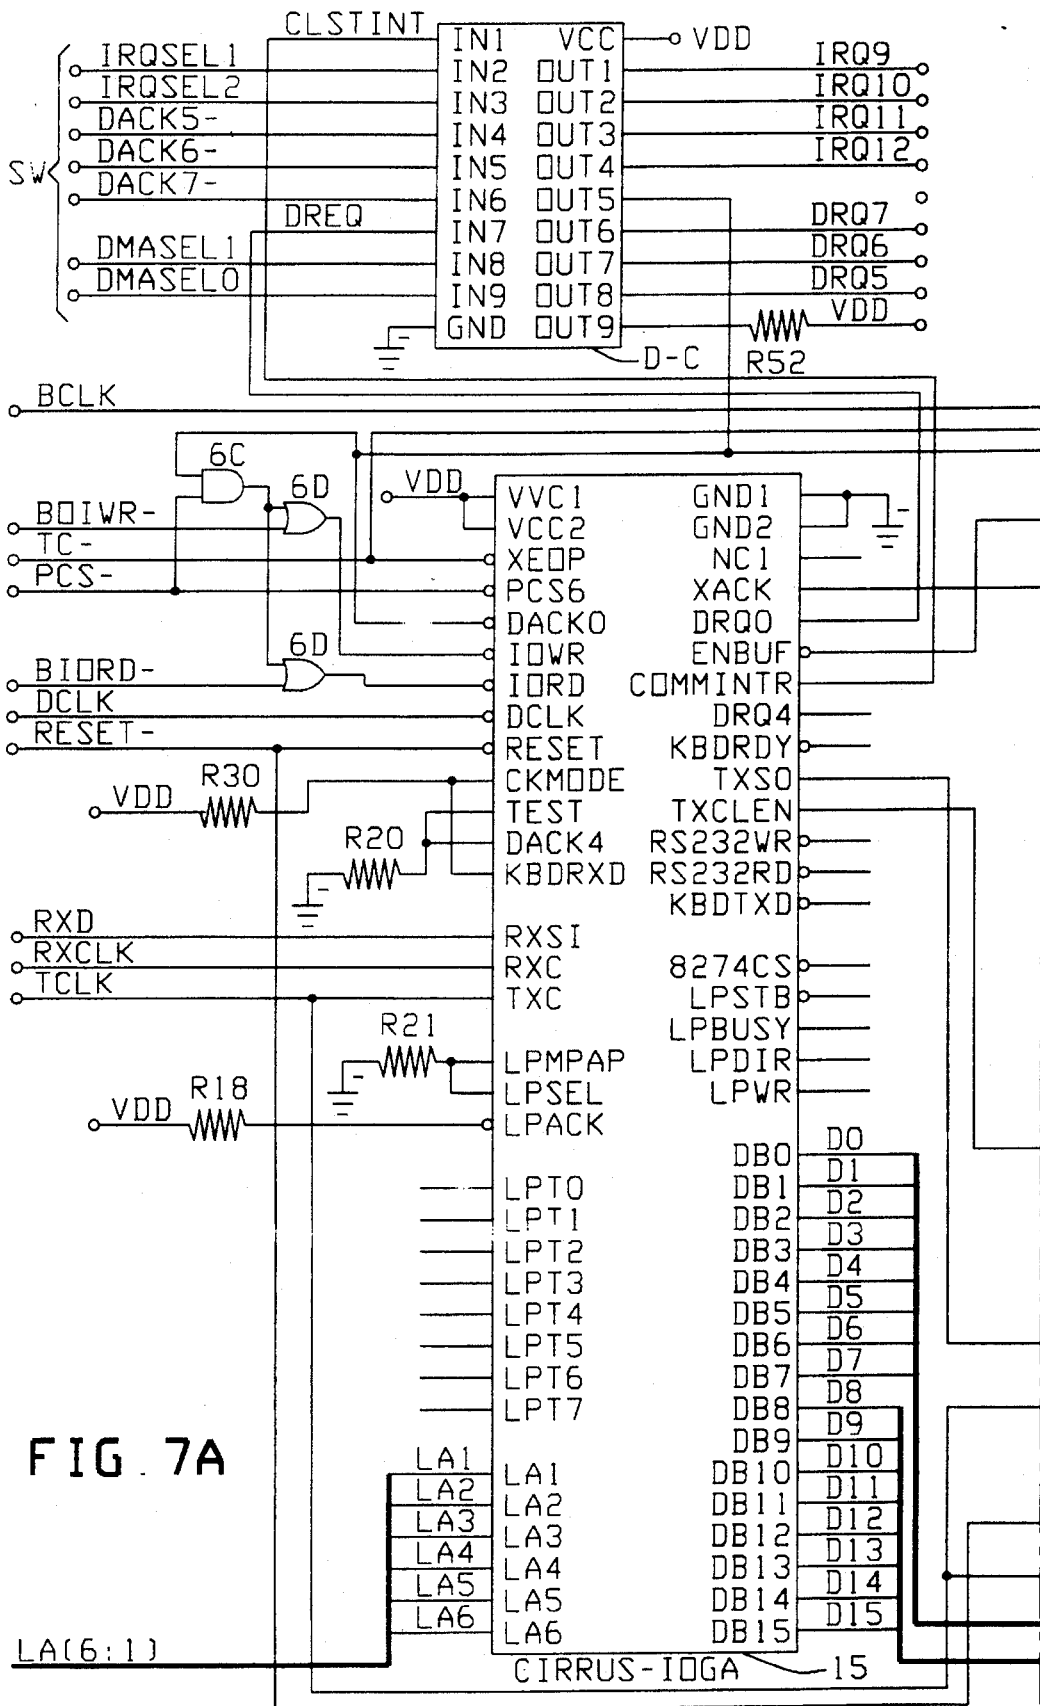 CLSTINT
IN1 VCC VDD
IRQSEL1 IN2 OUT1 IRQ9
IRQSEL2 IN3 OUT2 IRQ10
DACK5- IN4 OUT3 IRQ11
DACK6- IN5 OUT4 IRQ12
SW
DACK7- IN6 OUT5
DREQ IN7 OUT6 DRQ7
DMASEL1 IN8 OUT7 DRQ6
DMASEL0 IN9 OUT8 DRQ5
GND OUT9 VDD
D-C R52
BCLK
6C
6D
VDD VVC1 GND1
BOIWR- VCC2 GND2
TC- XEOP NC1
PCS- PCS6 XACK
DACK0 DRQ0
6D IOWR ENBUF
BIORD- IORD COMMINTR
DCLK DCLK DRQ4
RESET- RESET KBDRDY
R30 CKMODE TXSO
VDD TEST TXCLEN
R20 DACK4 RS232WR
KBDRXD RS232RD
KBDTXD
RXD RXSI
RXCLK RXC 8274CS
TCLK TXC LPSTB
R21 LPBUSY
LPMPAP LPDIR
R18 LPSEL LPWR
VDD LPACK
DB0 D0
LPT0 DB1 D1
LPT1 DB2 D2
LPT2 DB3 D3
LPT3 DB4 D4
LPT4 DB5 D5
LPT5 DB6 D6
LPT6 DB7 D7
LPT7 DB8 D8
FIG. 7A
DB9 D9
LA1 LA1 DB10 D10
LA2 LA2 DB11 D11
LA3 LA3 DB12 D12
LA4 LA4 DB13 D13
LA5 LA5 DB14 D14
LA6 LA6 DB15 D15
LA(6:1)
CIRRUS-IOGA 15